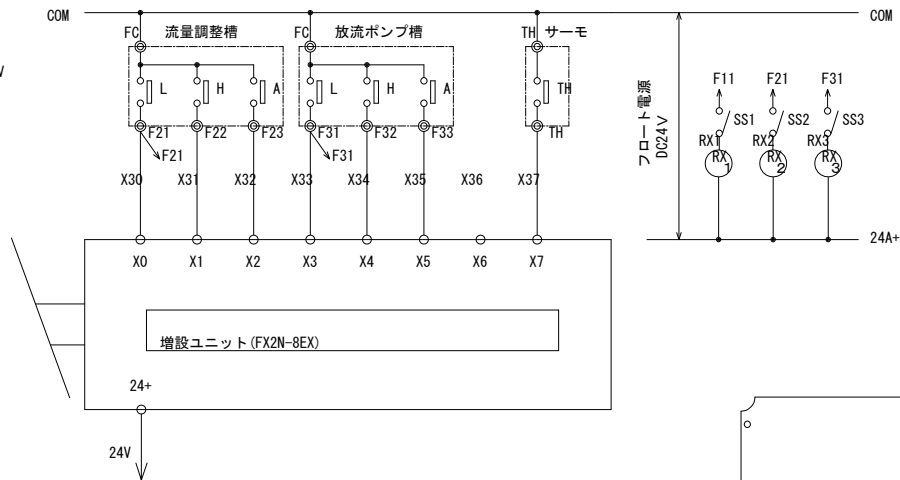 COM
COM
FC 流量調整槽
FC 放流ポンプ槽
TH サーモ
L H A
L H A
TH
F21 F22 F23
F31 F32 F33
TH
F21
F31
X30 X31 X32 X33 X34 X35 X36 X37
X0 X1 X2 X3 X4 X5 X6 X7
増設ユニット(FX2N-8EX)
24+
24V
フロート電源
DC24V
F11 F21 F31
SS1 SS2 SS3
RX1 RX2 RX3
RX 1
RX 2
RX 3
24A+